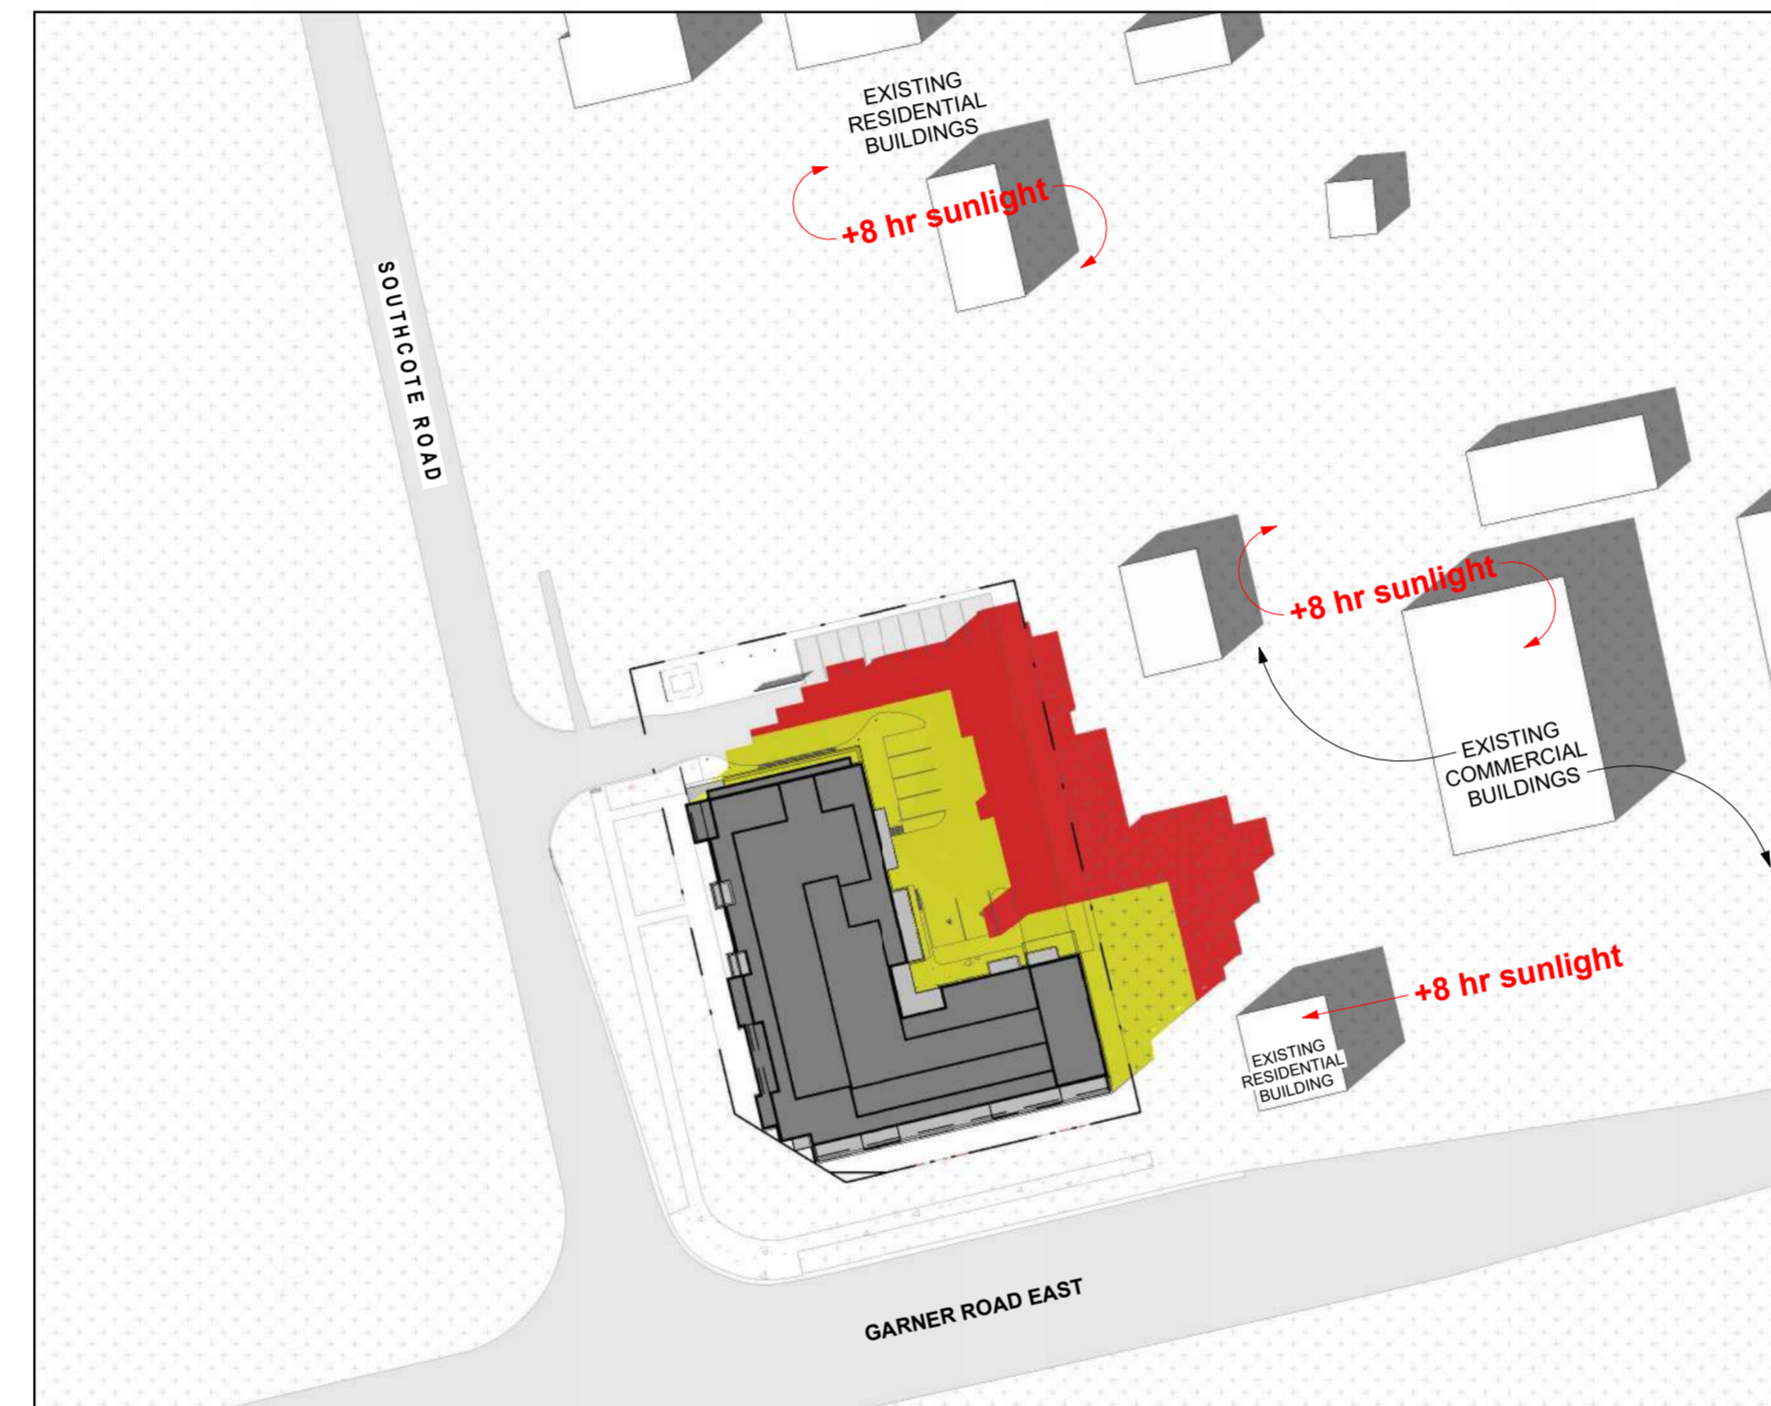 EXISTING
RESIDENTIAL
BUILDINGS
+8 hr sunlight
SOUTHCOTE ROAD
+8 hr sunlight
EXISTING
COMMERCIAL
BUILDINGS
+8 hr sunlight
EXISTING
RESIDENTIAL
BUILDING
GARNER ROAD EAST